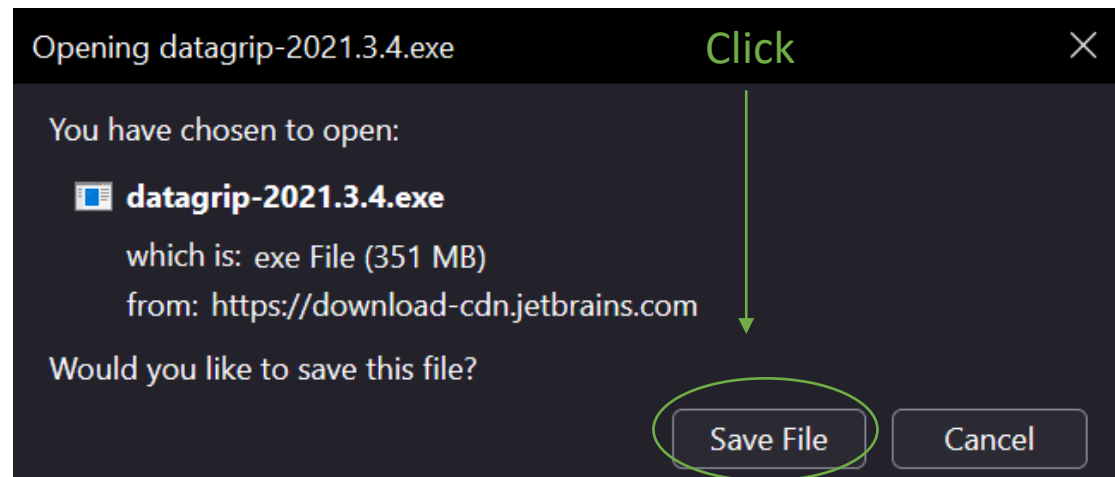 Opening datagrip-2021.3.4.exe
Click
You have chosen to open:
datagrip-2021.3.4.exe
which is: exe File (351 MB)
from: https://download-cdn.jetbrains.com
Would you like to save this file?
Save File
Cancel